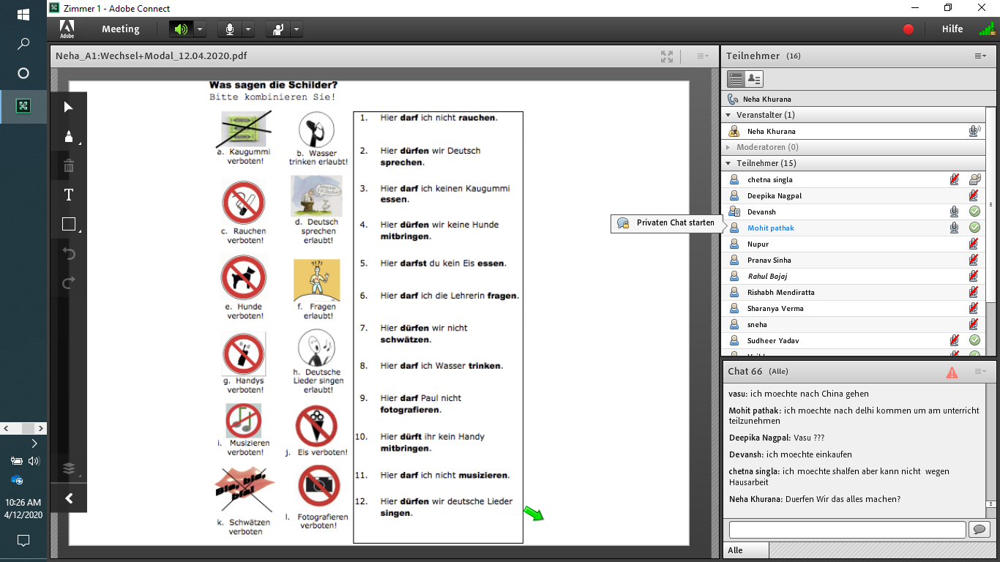 Zimmer 1 - Adobe Connect
Adobe
Meeting
Hilfe
Neha_A1:Wechsel+Modal_12.04.2020.pdf
Was sagen die Schilder?
Bitte kombinieren Sie!
a. Kaugummi
verboten!
b. Wasser
trinken erlaubt!
c. Rauchen
verboten!
d. Deutsch
sprechen
erlaubt!
e. Hunde
verboten!
?!?!
f. Fragen
erlaubt!
g. Handys
verboten!
h. Deutsche
Lieder singen
erlaubt!
i. Musizieren
verboten!
j. Eis verboten!
Bla, bla,
bla!
k. Schwätzen
verboten
l. Fotografieren
verboten!
1. Hier darf ich nicht rauchen.
2. Hier dürfen wir Deutsch
sprechen.
3. Hier darf ich keinen Kaugummi
essen.
4. Hier dürfen wir keine Hunde
mitbringen.
5. Hier darfst du kein Eis essen.
6. Hier darf ich die Lehrerin fragen.
7. Hier dürfen wir nicht
schwätzen.
8. Hier darf ich Wasser trinken.
9. Hier darf Paul nicht
fotografieren.
10. Hier dürft ihr kein Handy
mitbringen.
11. Hier darf ich nicht musizieren.
12. Hier dürfen wir deutsche Lieder
singen.
T
Privaten Chat starten
Teilnehmer (16)
Neha Khurana
Veranstalter (1)
Neha Khurana
Moderatoren (0)
Teilnehmer (15)
chetna singla
Deepika Nagpal
Devansh
Mohit pathak
Nupur
Pranav Sinha
Rahul Bajaj
Rishabh Mendiratta
Sharanya Verma
sneha
Sudheer Yadav
Chat 66 (Alle)
vasu: ich moechte nach China gehen
Mohit pathak: ich moechte nach delhi kommen um am unterricht
teilzunehmen
Deepika Nagpal: Vasu ???
Devansh: ich moechte einkaufen
chetna singla: ich moechte shalfen aber kann nicht wegen
Hausarbeit
Neha Khurana: Duerfen Wir das alles machen?
Alle
10:26 AM
4/12/2020